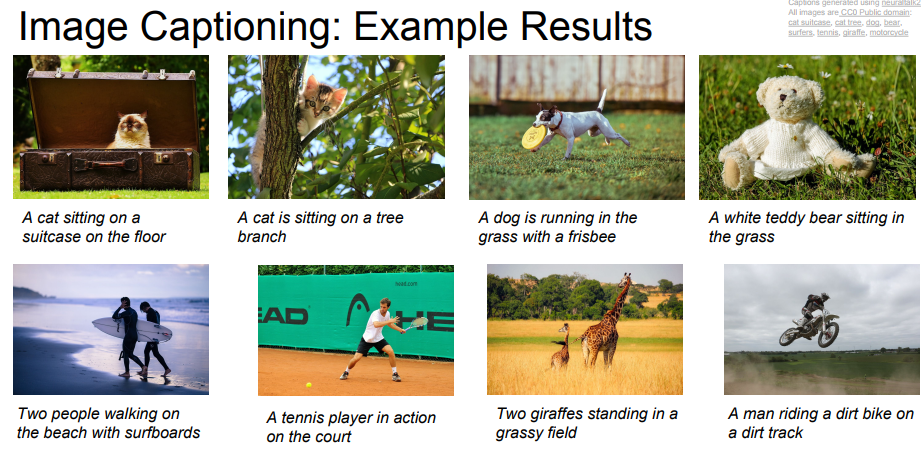 Image Captioning: Example Results
Captions generated using neuraltalk2
All images are CC0 Public domain:
cat suitcase, cat tree, dog, bear,
surfers, tennis, giraffe, motorcycle
head.com
EAD
HE
A cat sitting on a
suitcase on the floor
A cat is sitting on a tree
branch
A dog is running in the
grass with a frisbee
A white teddy bear sitting in
the grass
Two people walking on
the beach with surfboards
A tennis player in action
on the court
Two giraffes standing in a
grassy field
A man riding a dirt bike on
a dirt track